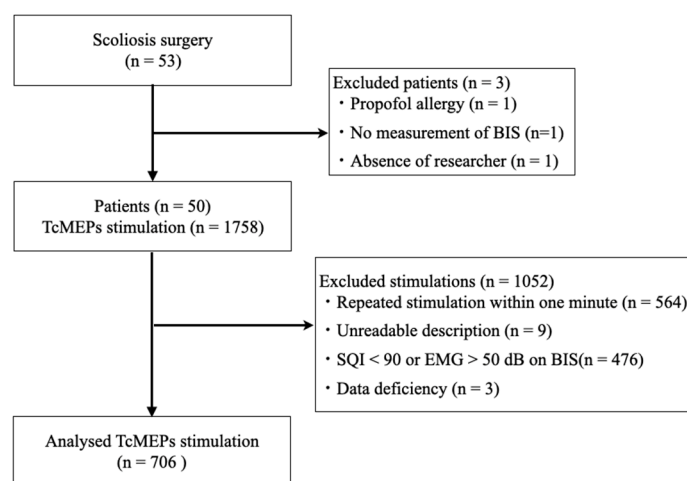 Scoliosis surgery
(n = 53)
Excluded patients (n = 3)
・Propofol allergy (n = 1)
・No measurement of BIS (n=1)
・Absence of researcher (n = 1)
Patients (n = 50)
TcMEPs stimulation (n = 1758)
Excluded stimulations (n = 1052)
・Repeated stimulation within one minute (n = 564)
・Unreadable description (n = 9)
・SQI < 90 or EMG > 50 dB on BIS(n = 476)
・Data deficiency (n = 3)
Analysed TcMEPs stimulation
(n = 706 )